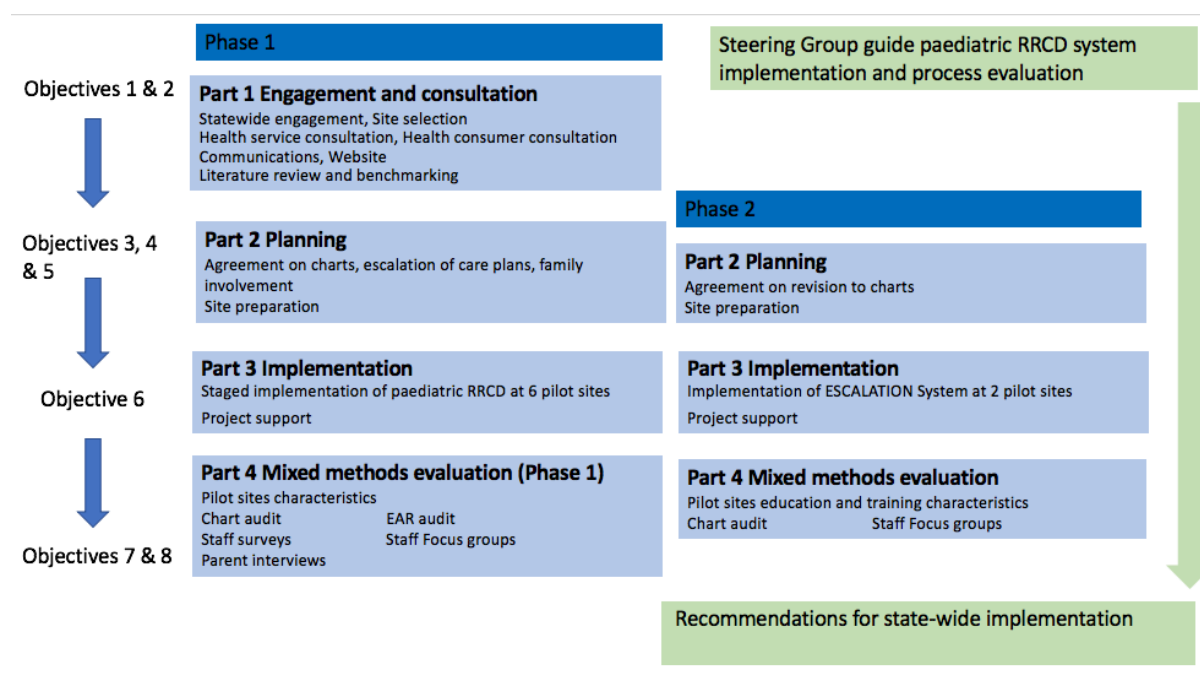 Phase 1
Steering Group guide paediatric RRCD system
implementation and process evaluation
Objectives 1 & 2
Part 1 Engagement and consultation
Statewide engagement, Site selection
Health service consultation, Health consumer consultation
Communications, Website
Literature review and benchmarking
Phase 2
Objectives 3, 4
& 5
Part 2 Planning
Agreement on charts, escalation of care plans, family
involvement
Site preparation
Part 2 Planning
Agreement on revision to charts
Site preparation
Objective 6
Part 3 Implementation
Staged implementation of paediatric RRCD at 6 pilot sites
Project support
Part 3 Implementation
Implementation of ESCALATION System at 2 pilot sites
Project support
Objectives 7 & 8
Part 4 Mixed methods evaluation (Phase 1)
Pilot sites characteristics
Chart audit EAR audit
Staff surveys Staff Focus groups
Parent interviews
Part 4 Mixed methods evaluation
Pilot sites education and training characteristics
Chart audit Staff Focus groups
Recommendations for state-wide implementation